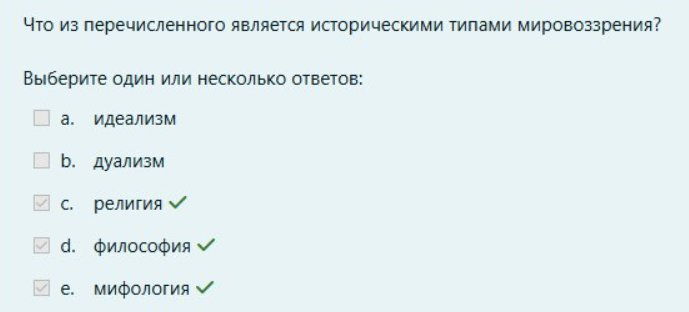 Что из перечисленного является историческими типами мировоззрения?
Выберите один или несколько ответов:
a. идеализм
b. дуализм
c. религия
d. философия
e. мифология